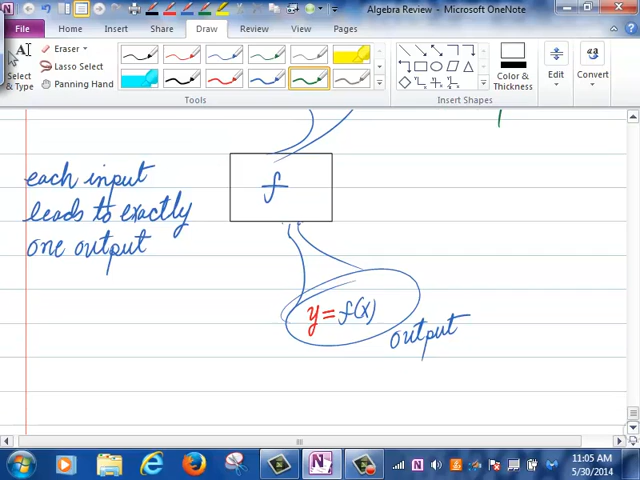 Algebra Review - Microsoft OneNote
File
Home
Insert
Share
Draw
Review
View
Pages
Select
& Type
Eraser
Lasso Select
Panning Hand
Color &
Thickness
Edit
Convert
Tools
Insert Shapes
f
each input
leads to exactly
one output
y = f(x)
output
11:05 AM
5/30/2014